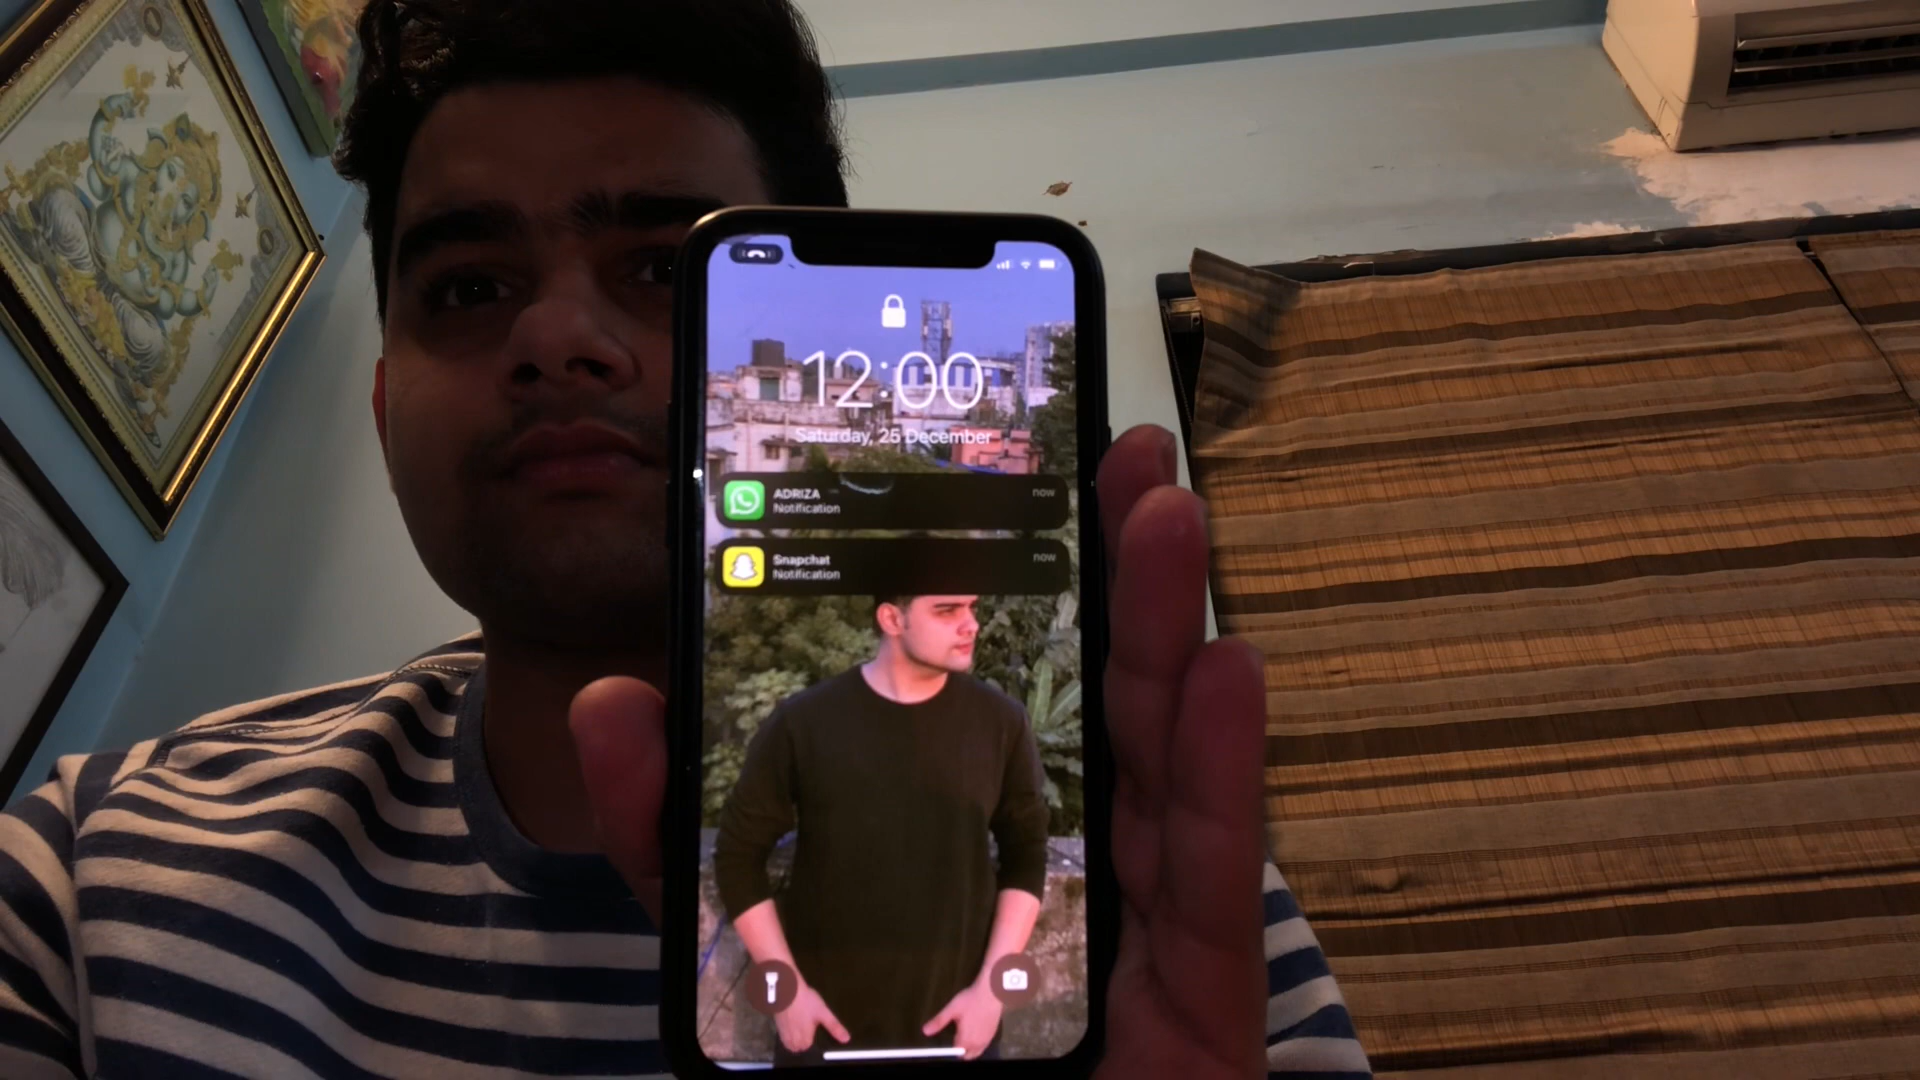 12:00
Saturday, 25 December
ADRIZA
now
Notification
Snapchat
now
Notification